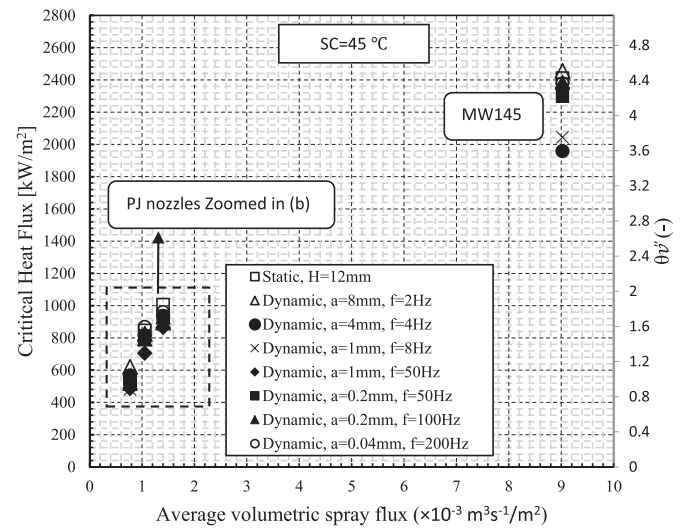 SC=45 ℃
MW145
PJ nozzles Zoomed in (b)
Static, H=12mm
Dynamic, a=8mm, f=2Hz
Dynamic, a=4mm, f=4Hz
Dynamic, a=1mm, f=8Hz
Dynamic, a=1mm, f=50Hz
Dynamic, a=0.2mm, f=50Hz
Dynamic, a=0.2mm, f=100Hz
Dynamic, a=0.04mm, f=200Hz
Crititcal Heat Flux [kW/m²]
2800
2600
2400
2200
2000
1800
1600
1400
1200
1000
800
600
400
200
0
4.8
4.4
4
3.6
3.2
2.8
2.4
2
1.6
1.2
0.8
0.4
0
0 1 2 3 4 5 6 7 8 9 10
Average volumetric spray flux (×10⁻³ m³s⁻¹/m²)